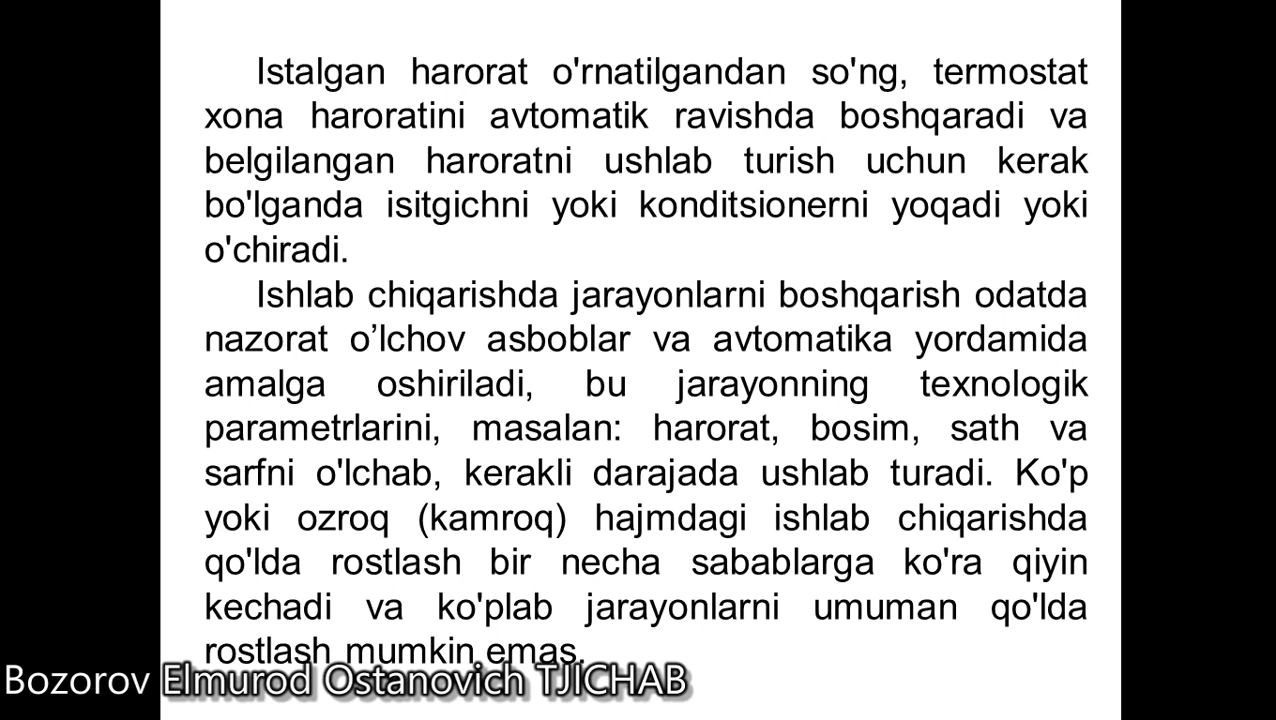 Istalgan harorat o'rnatilgandan so'ng, termostat
xona haroratini avtomatik ravishda boshqaradi va
belgilangan haroratni ushlab turish uchun kerak
bo'lganda isitgichni yoki konditsionerni yoqadi yoki
o'chiradi.
Ishlab chiqarishda jarayonlarni boshqarish odatda
nazorat o’lchov asboblar va avtomatika yordamida
amalga oshiriladi, bu jarayonning texnologik
parametrlarini, masalan: harorat, bosim, sath va
sarfni o'lchab, kerakli darajada ushlab turadi. Ko'p
yoki ozroq (kamroq) hajmdagi ishlab chiqarishda
qo'lda rostlash bir necha sabablarga ko'ra qiyin
kechadi va ko'plab jarayonlarni umuman qo'lda
rostlash mumkin emas.
Bozorov Elmurod Ostanovich TJICHAB